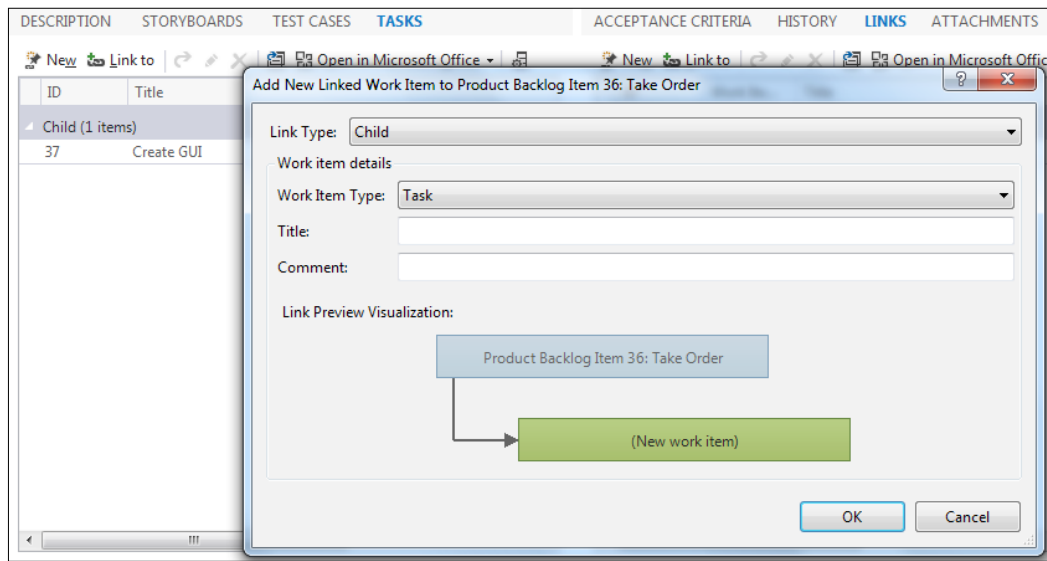 DESCRIPTION STORYBOARDS TEST CASES TASKS ACCEPTANCE CRITERIA HISTORY LINKS ATTACHMENTS
New Link to Open in Microsoft Office New Link to Open in Microsoft Offic
Add New Linked Work Item to Product Backlog Item 36: Take Order
ID Title
Link Type: Child
Child (1 items)
37 Create GUI
Work item details
Work Item Type: Task
Title:
Comment:
Link Preview Visualization:
Product Backlog Item 36: Take Order
(New work item)
OK Cancel